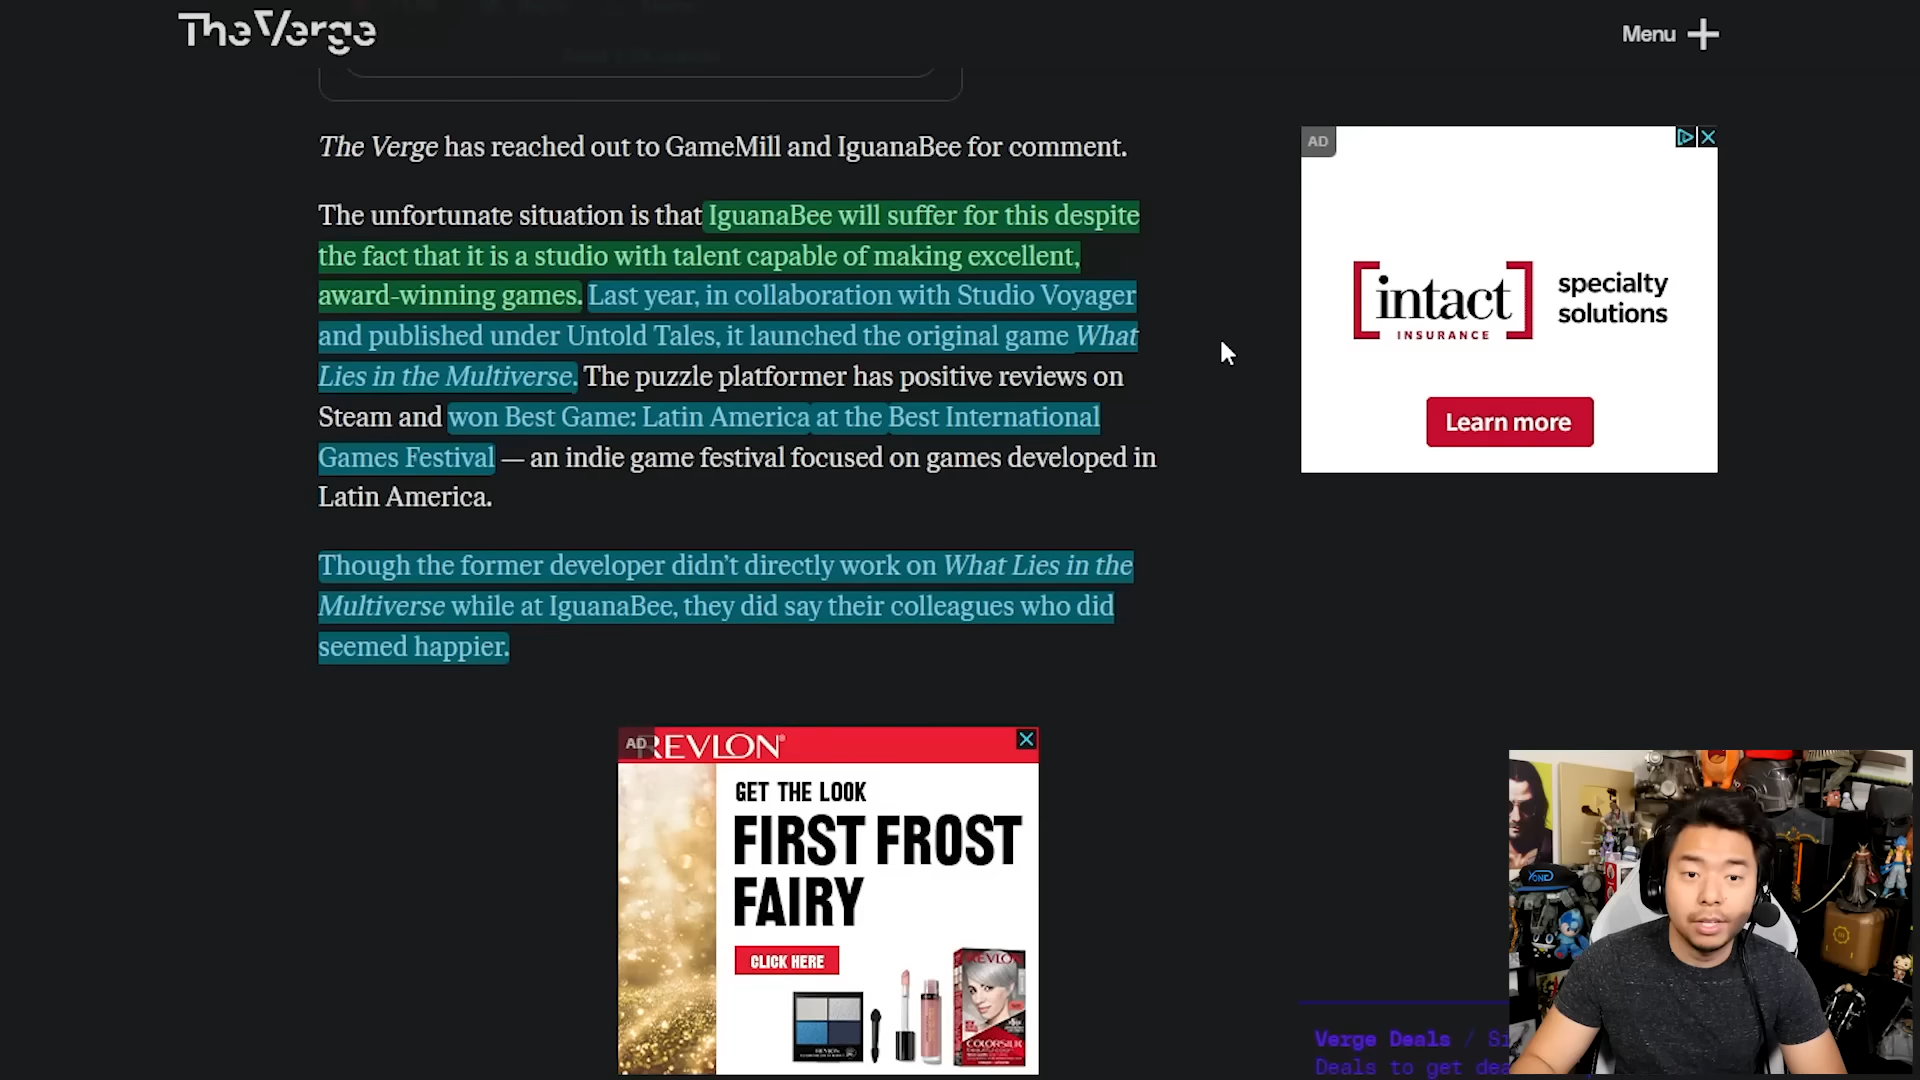 The Verge
Menu
The Verge has reached out to GameMill and IguanaBee for comment.
The unfortunate situation is that IguanaBee will suffer for this despite
the fact that it is a studio with talent capable of making excellent,
award-winning games. Last year, in collaboration with Studio Voyager
and published under Untold Tales, it launched the original game What
Lies in the Multiverse. The puzzle platformer has positive reviews on
Steam and won Best Game: Latin America at the Best International
Games Festival — an indie game festival focused on games developed in
Latin America.
Though the former developer didn’t directly work on What Lies in the
Multiverse while at IguanaBee, they did say their colleagues who did
seemed happier.
AD
intact
INSURANCE
specialty
solutions
Learn more
AD
REVLON
GET THE LOOK
FIRST FROST
FAIRY
CLICK HERE
REVLON
COLORSILK
Verge Deals /
Deals to get